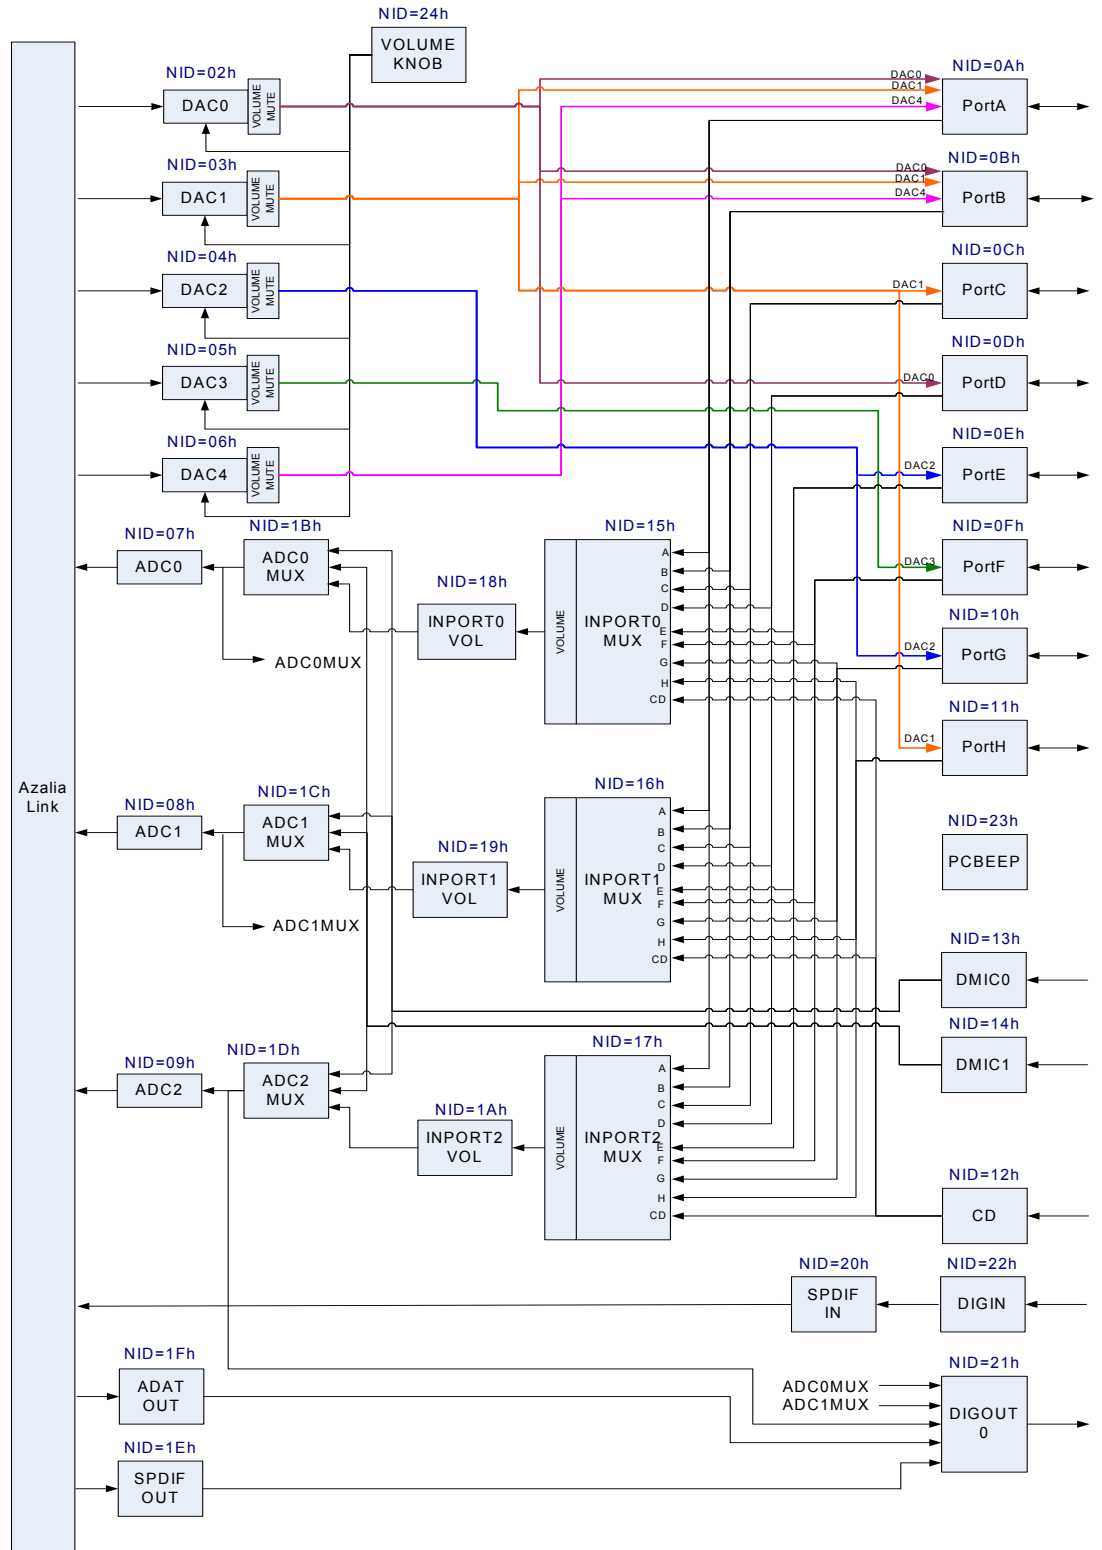 NID=24h
VOLUME
KNOB
NID=02h
DAC0
VOLUME
MUTE
NID=03h
DAC1
VOLUME
MUTE
NID=04h
DAC2
VOLUME
MUTE
NID=05h
DAC3
VOLUME
MUTE
NID=06h
DAC4
VOLUME
MUTE
NID=0Ah
DAC0
DAC1
DAC4
PortA
NID=0Bh
DAC0
DAC1
DAC4
PortB
NID=0Ch
DAC1
PortC
NID=0Dh
DAC0
PortD
NID=0Eh
DAC2
PortE
NID=0Fh
DAC3
PortF
NID=10h
DAC2
PortG
NID=11h
DAC1
PortH
NID=07h
ADC0
NID=1Bh
ADC0
MUX
ADC0MUX
NID=18h
INPORT0
VOL
NID=15h
VOLUME
INPORT0
MUX
A
B
C
D
E
F
G
H
CD
Azalia
Link
NID=08h
ADC1
NID=1Ch
ADC1
MUX
ADC1MUX
NID=19h
INPORT1
VOL
NID=16h
VOLUME
INPORT1
MUX
A
B
C
D
E
F
G
H
CD
NID=23h
PCBEEP
NID=13h
DMIC0
NID=14h
DMIC1
NID=09h
ADC2
NID=1Dh
ADC2
MUX
NID=1Ah
INPORT2
VOL
NID=17h
VOLUME
INPORT2
MUX
A
B
C
D
E
F
G
H
CD
NID=12h
CD
NID=20h
SPDIF
IN
NID=22h
DIGIN
NID=1Fh
ADAT
OUT
NID=21h
ADC0MUX
ADC1MUX
DIGOUT
0
NID=1Eh
SPDIF
OUT